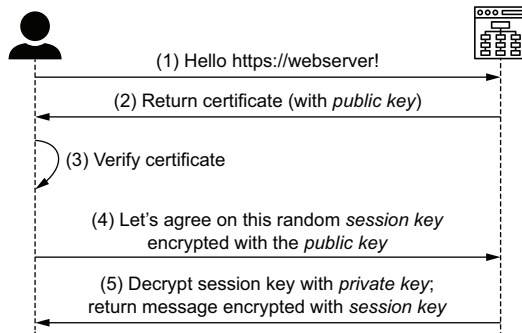 (1) Hello https://webserver!
(2) Return certificate (with public key)
(3) Verify certificate
(4) Let’s agree on this random session key
encrypted with the public key
(5) Decrypt session key with private key;
return message encrypted with session key